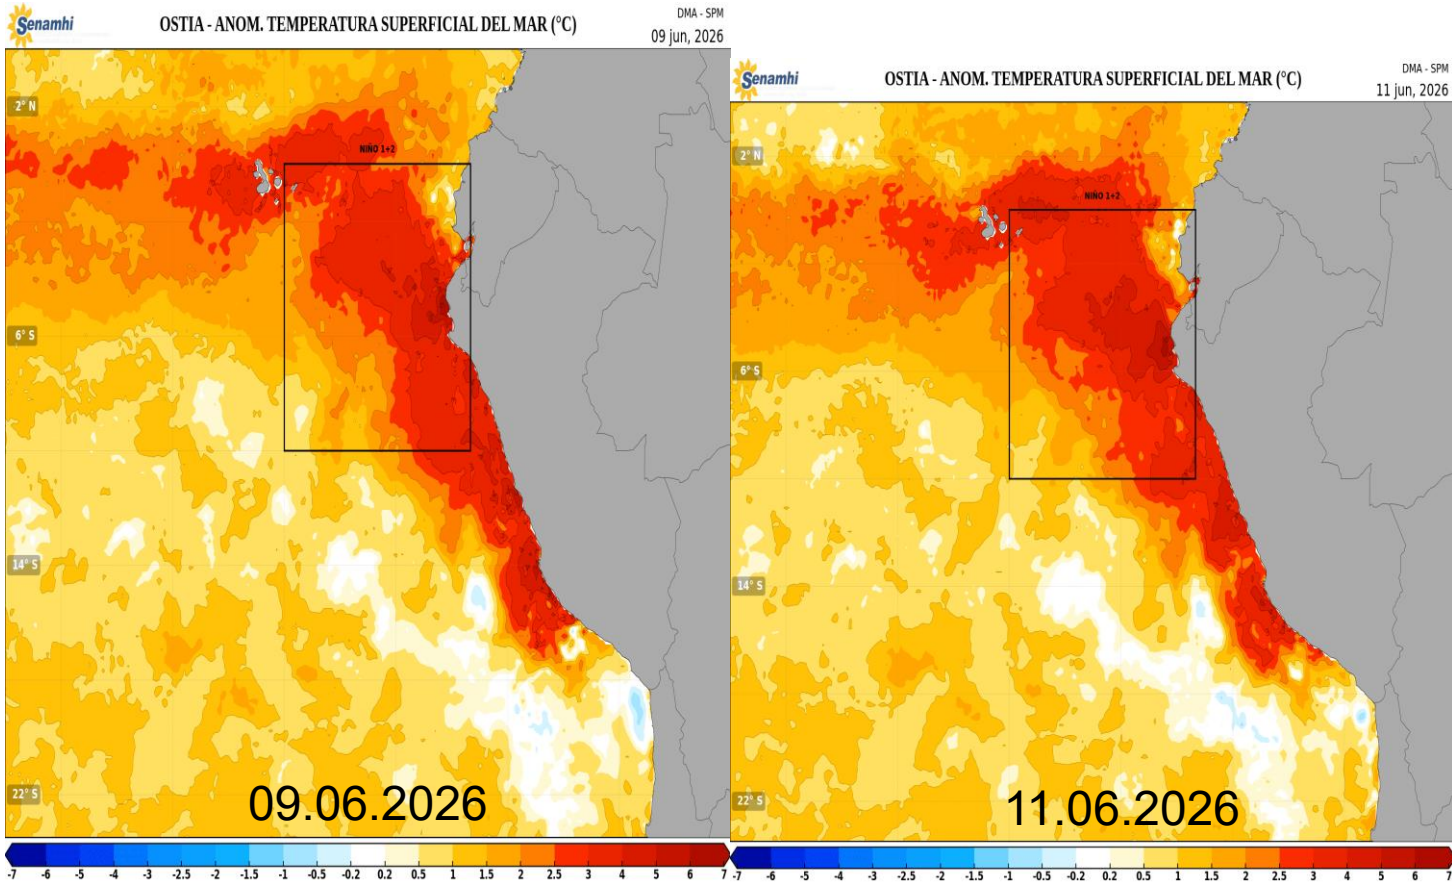 Senamhi
OSTIA - ANOM. TEMPERATURA SUPERFICIAL DEL MAR (°C)
DMA - SPM
09 jun, 2026
2° N
NIÑO 1+2
6° S
14° S
22° S
09.06.2026
-7 -6 -5 -4 -3 -2.5 -2 -1.5 -1 -0.5 -0.2 0.2 0.5 1 1.5 2 2.5 3 4 5 6 7
Senamhi
OSTIA - ANOM. TEMPERATURA SUPERFICIAL DEL MAR (°C)
DMA - SPM
11 jun, 2026
2° N
NIÑO 1+2
6° S
14° S
22° S
11.06.2026
-7 -6 -5 -4 -3 -2.5 -2 -1.5 -1 -0.5 -0.2 0.2 0.5 1 1.5 2 2.5 3 4 5 6 7